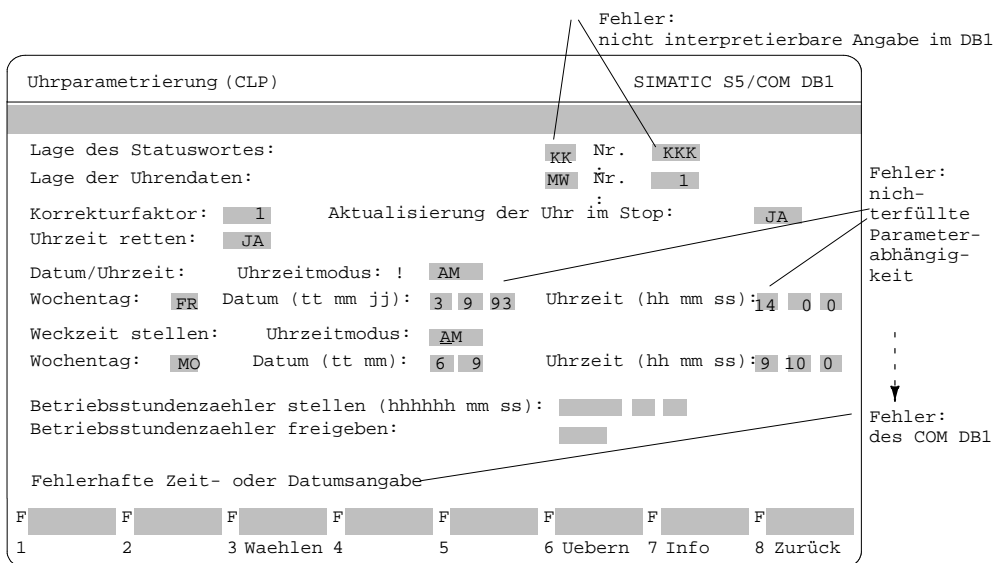 Fehler:
nicht interpretierbare Angabe im DB1
Uhrparametrierung (CLP) SIMATIC S5/COM DB1
Lage des Statuswortes: KK Nr. : KKK
Lage der Uhrendaten: MW Nr. : 1
Fehler:
nich-
terfüllte
Parameter-
abhängig-
keit
Korrekturfaktor: 1 Aktualisierung der Uhr im Stop: JA
Uhrzeit retten: JA
Datum/Uhrzeit: Uhrzeitmodus: ! AM
Wochentag: FR Datum (tt mm jj): 3 9 93 Uhrzeit (hh mm ss): 14 0 0
Weckzeit stellen: Uhrzeitmodus: AM
Wochentag: MO Datum (tt mm): 6 9 Uhrzeit (hh mm ss): 9 10 0
Betriebsstundenzaehler stellen (hhhhhh mm ss):
Betriebsstundenzaehler freigeben:
Fehler:
des COM DB1
Fehlerhafte Zeit- oder Datumsangabe
F F F F F F F F
1 2 3 Waehlen 4 5 6 Uebern 7 Info 8 Zurück